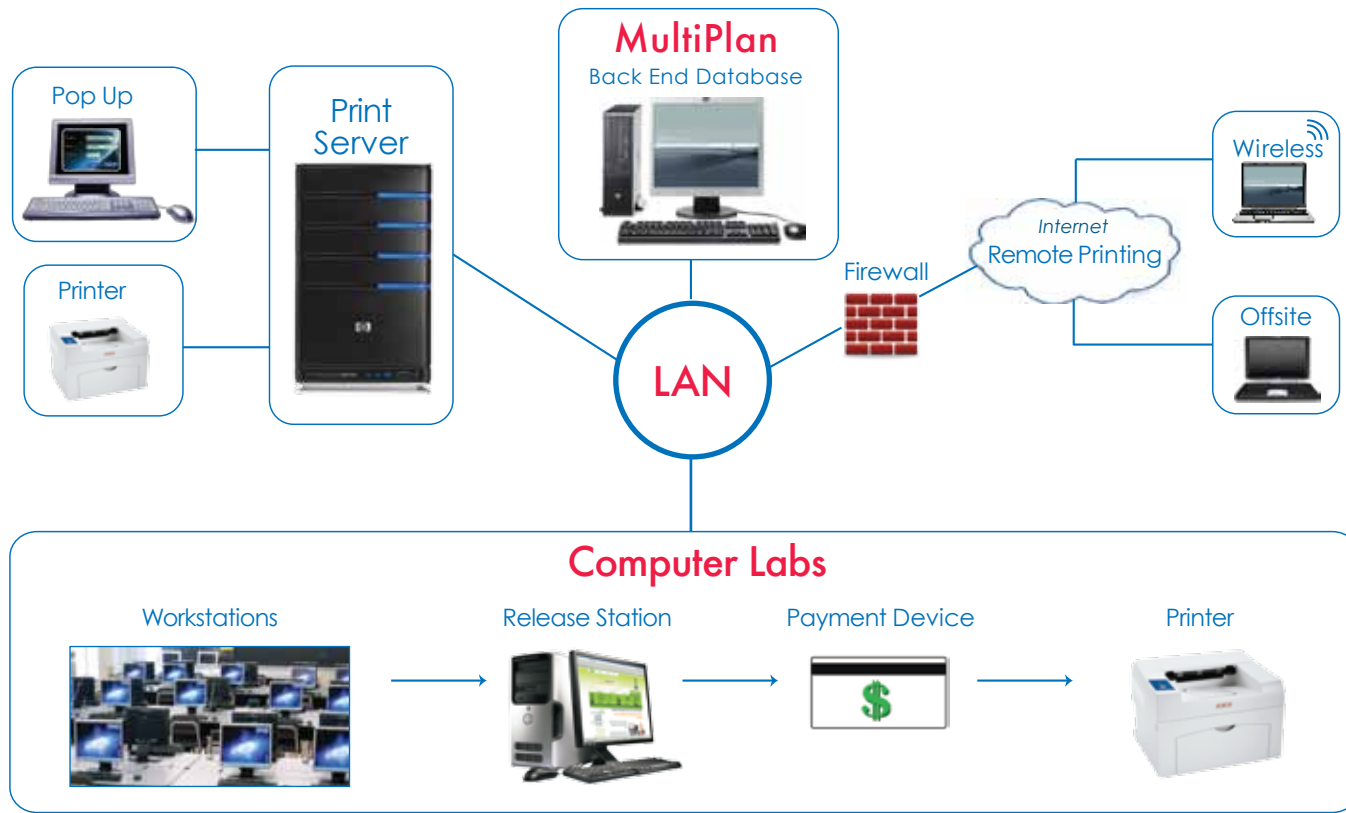 MultiPlan
Back End Database
Pop Up
Print
Server
Printer
Wireless
Internet
Remote Printing
Firewall
Offsite
LAN
Computer Labs
Workstations
Release Station
Payment Device
Printer
$